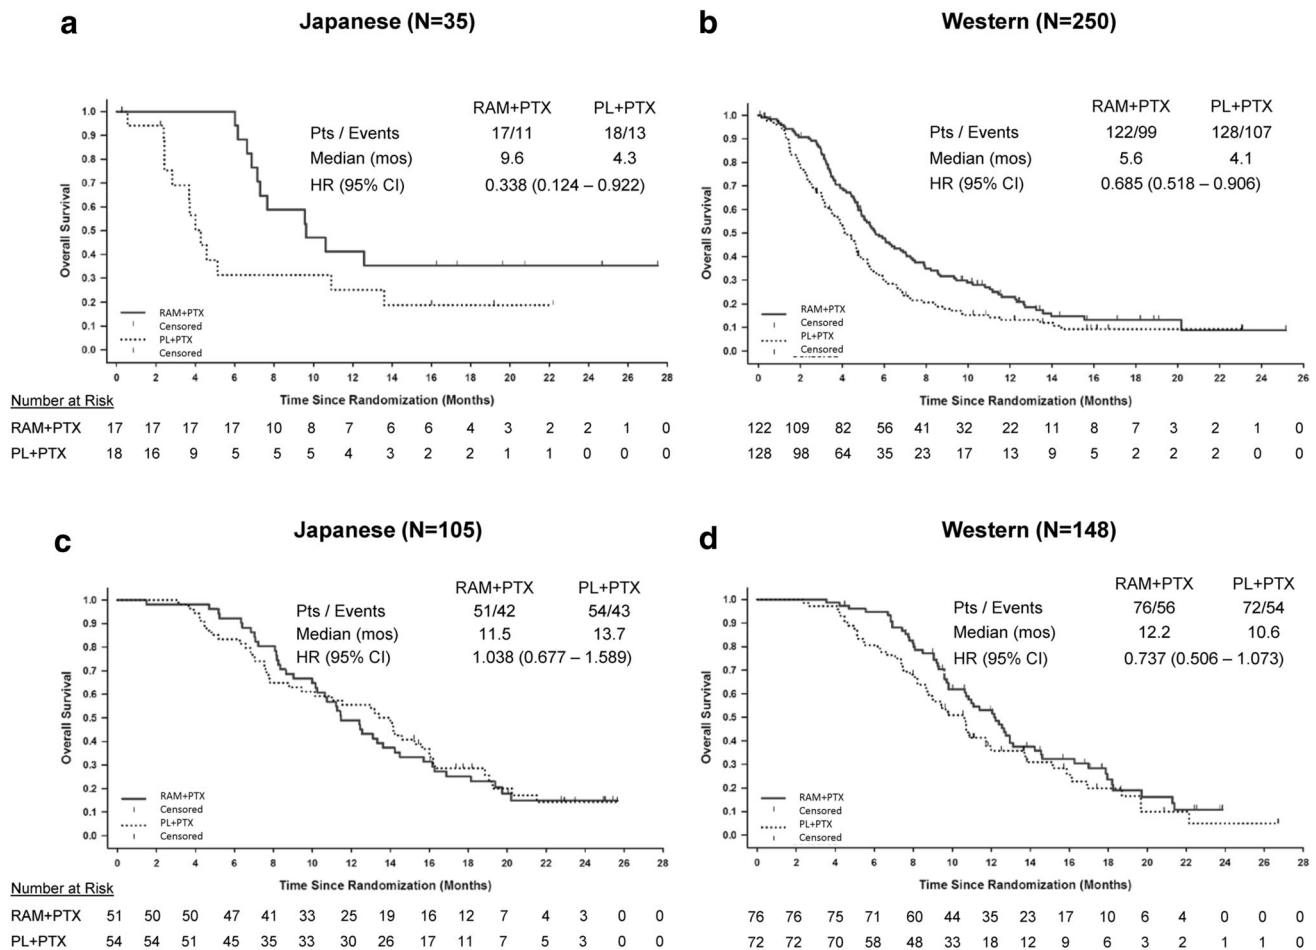 a
Japanese (N=35)
RAM+PTX PL+PTX
Pts / Events 17/11 18/13
Median (mos) 9.6 4.3
HR (95% CI) 0.338 (0.124 – 0.922)
Overall Survival
1.0
0.9
0.8
0.7
0.6
0.5
0.4
0.3
0.2
0.1
0.0
RAM+PTX
Censored
PL+PTX
Censored
0 2 4 6 8 10 12 14 16 18 20 22 24 26 28
Time Since Randomization (Months)
Number at Risk
RAM+PTX 17 17 17 17 10 8 7 6 6 4 3 2 2 1 0
PL+PTX 18 16 9 5 5 5 4 3 2 2 1 1 0 0 0
b
Western (N=250)
RAM+PTX PL+PTX
Pts / Events 122/99 128/107
Median (mos) 5.6 4.1
HR (95% CI) 0.685 (0.518 – 0.906)
Overall Survival
1.0
0.9
0.8
0.7
0.6
0.5
0.4
0.3
0.2
0.1
0.0
RAM+PTX
Censored
PL+PTX
Censored
0 2 4 6 8 10 12 14 16 18 20 22 24 26
Time Since Randomization (Months)
122 109 82 56 41 32 22 11 8 7 3 2 1 0
128 98 64 35 23 17 13 9 5 2 2 2 0 0
c
Japanese (N=105)
RAM+PTX PL+PTX
Pts / Events 51/42 54/43
Median (mos) 11.5 13.7
HR (95% CI) 1.038 (0.677 – 1.589)
Overall Survival
1.0
0.9
0.8
0.7
0.6
0.5
0.4
0.3
0.2
0.1
0.0
RAM+PTX
Censored
PL+PTX
Censored
0 2 4 6 8 10 12 14 16 18 20 22 24 26 28
Time Since Randomization (Months)
Number at Risk
RAM+PTX 51 50 50 47 41 33 25 19 16 12 7 4 3 0 0
PL+PTX 54 54 51 45 35 33 30 26 17 11 7 5 3 0 0
d
Western (N=148)
RAM+PTX PL+PTX
Pts / Events 76/56 72/54
Median (mos) 12.2 10.6
HR (95% CI) 0.737 (0.506 – 1.073)
Overall Survival
1.0
0.9
0.8
0.7
0.6
0.5
0.4
0.3
0.2
0.1
0.0
RAM+PTX
Censored
PL+PTX
Censored
0 2 4 6 8 10 12 14 16 18 20 22 24 26 28
Time Since Randomization (Months)
76 76 75 71 60 44 35 23 17 10 6 4 0 0 0
72 72 70 58 48 33 18 12 9 6 3 2 1 1 0